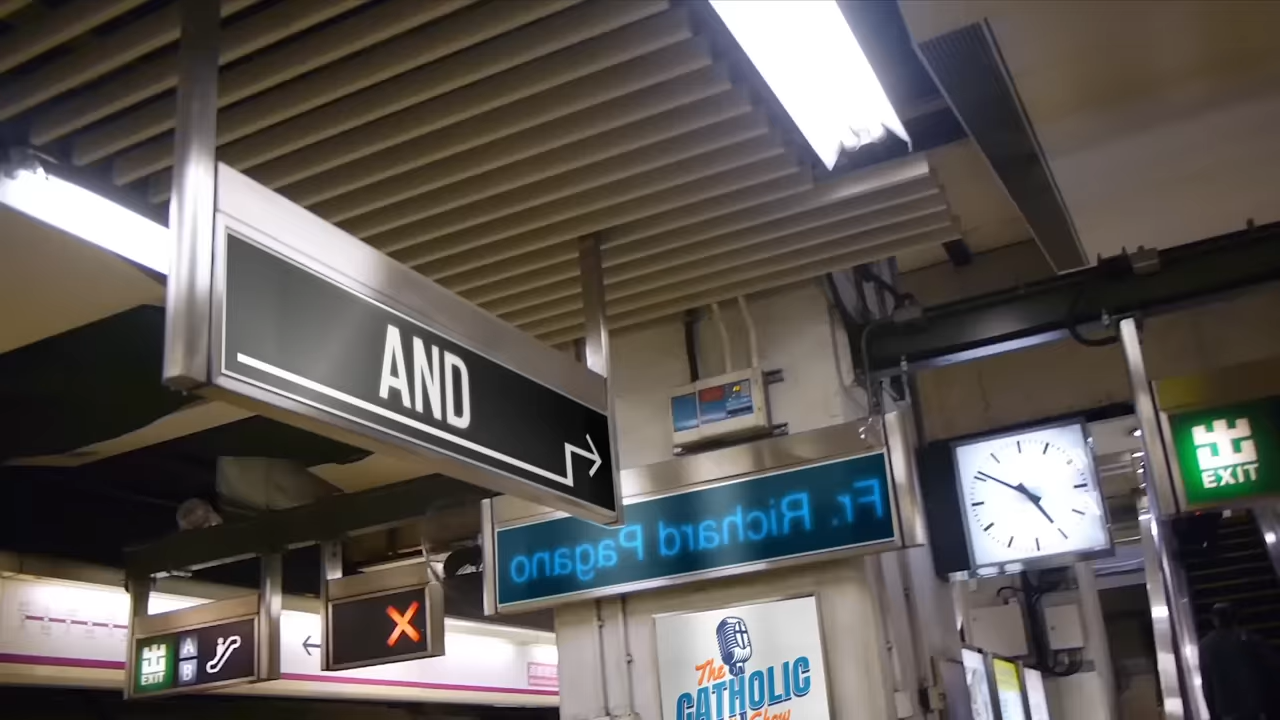 AND
Fr. Richard Pagano
EXIT
EXIT
A
B
The
CATHOLIC
Show